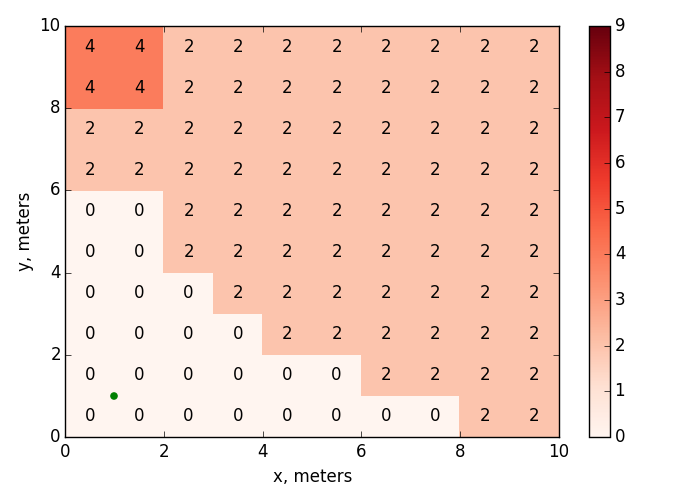 10
4 4 2 2 2 2 2 2 2 2
4 4 2 2 2 2 2 2 2 2
8
2 2 2 2 2 2 2 2 2 2
2 2 2 2 2 2 2 2 2 2
6
0 0 2 2 2 2 2 2 2 2
0 0 2 2 2 2 2 2 2 2
4
0 0 0 2 2 2 2 2 2 2
0 0 0 0 2 2 2 2 2 2
2
0 0 0 0 0 0 2 2 2 2
0 0 0 0 0 0 0 0 2 2
0
0 2 4 6 8 10
x, meters
y, meters
9
8
7
6
5
4
3
2
1
0